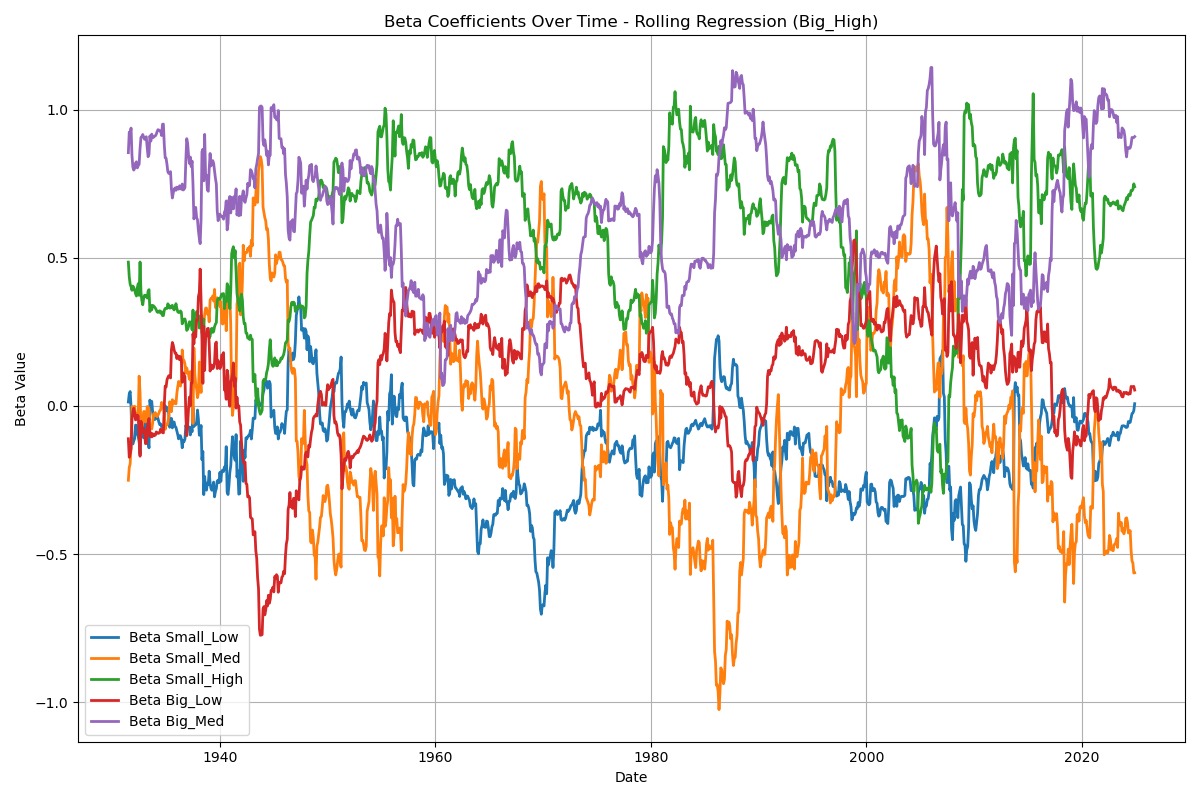 Beta Coefficients Over Time - Rolling Regression (Big_High)
Beta Value
1.0
0.5
0.0
−0.5
−1.0
Beta Small_Low
Beta Small_Med
Beta Small_High
Beta Big_Low
Beta Big_Med
1940
1960
1980
2000
2020
Date